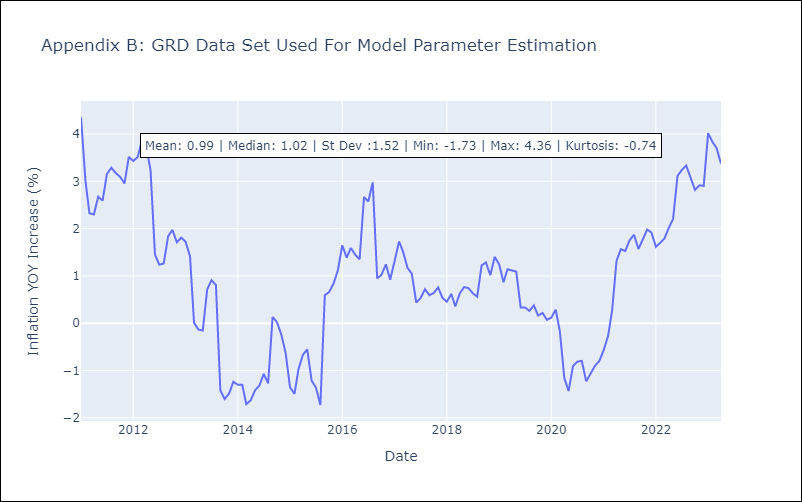 Appendix B: GRD Data Set Used For Model Parameter Estimation
Mean: 0.99 | Median: 1.02 | St Dev :1.52 | Min: -1.73 | Max: 4.36 | Kurtosis: -0.74
Inflation YOY Increase (%)
4
3
2
1
0
−1
−2
2012 2014 2016 2018 2020 2022
Date